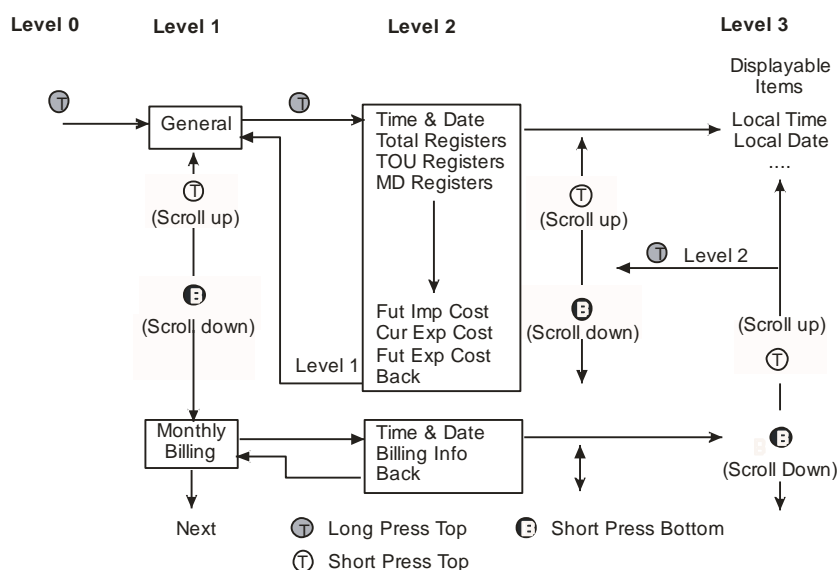 Level 0
Level 1
Level 2
Level 3
Displayable
Items
T
T
General
Time & Date
Total Registers
TOU Registers
MD Registers
Local Time
Local Date
....
T
(Scroll up)
T
(Scroll up)
T
Level 2
B
(Scroll down)
Fut Imp Cost
Cur Exp Cost
Fut Exp Cost
Back
B
(Scroll down)
(Scroll up)
T
Level 1
Monthly
Billing
Time & Date
Billing Info
Back
B
B
(Scroll Down)
Next
T Long Press Top
B Short Press Bottom
T Short Press Top